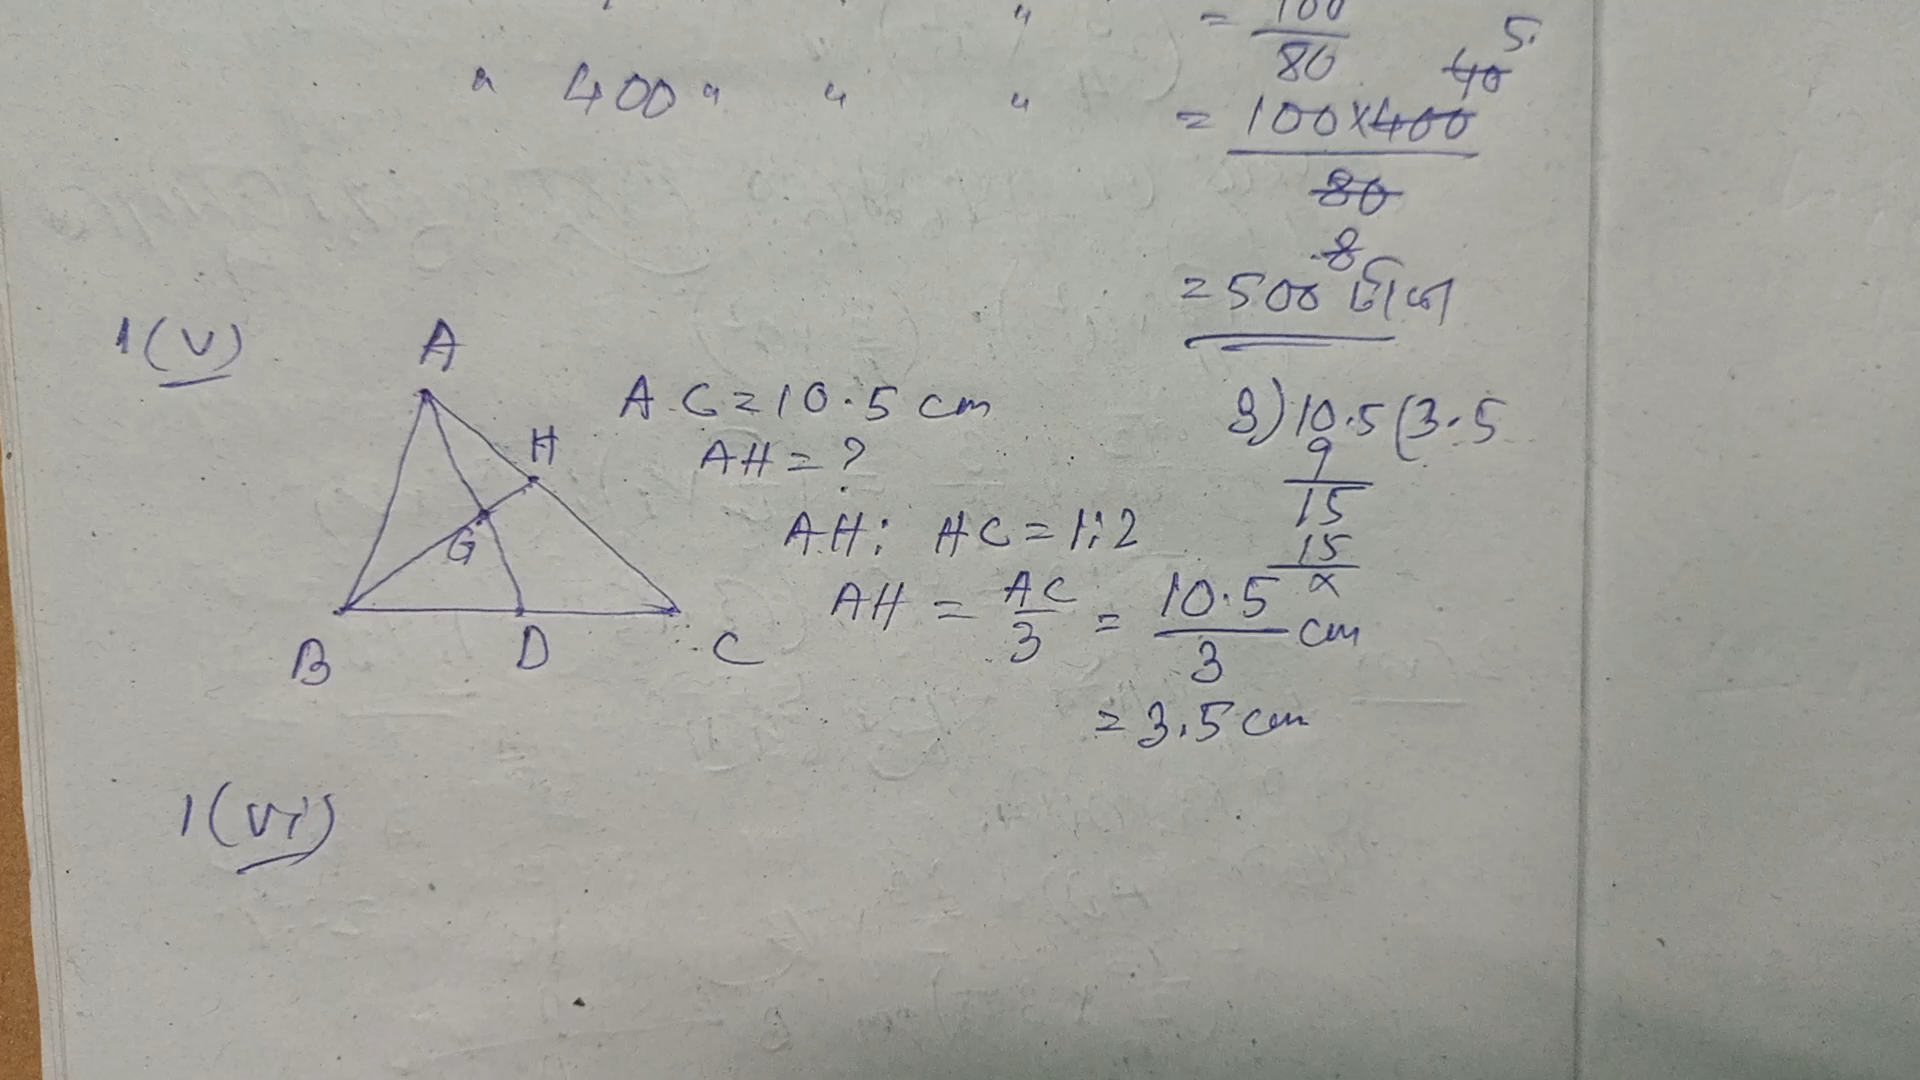 " = 100
80
" 400 " " " = 100×400 40 5
80
8
= 500 টাকা
1(V)
A
H
G
B D C
AC = 10.5 cm
AH = ?
AH : HC = 1:2
AH = AC/3 = 10.5/3 cm
= 3.5 cm
3)10.5(3.5
9
15
15
x
1(Vi)